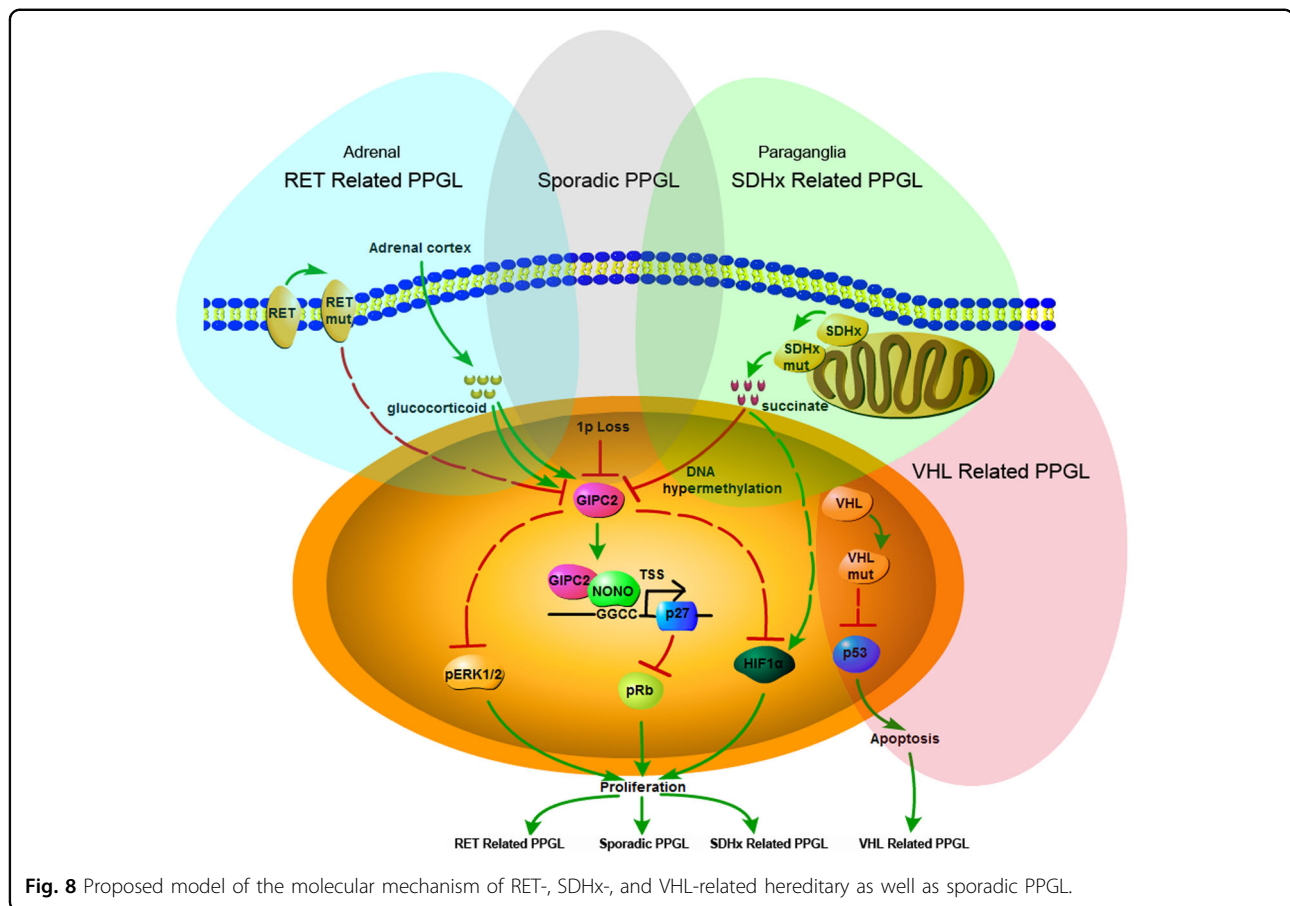 Adrenal
RET Related PPGL
Sporadic PPGL
Paraganglia
SDHx Related PPGL
Adrenal cortex
RET
RET
mut
SDHx
SDHx
mut
glucocorticoid
succinate
1p Loss
DNA
hypermethylation
VHL Related PPGL
GIPC2
VHL
VHL
mut
GIPC2
NONO
TSS
GGCC
p27
pERK1/2
pRb
HIF1α
p53
Apoptosis
Proliferation
RET Related PPGL
Sporadic PPGL
SDHx Related PPGL
VHL Related PPGL
Fig. 8 Proposed model of the molecular mechanism of RET-, SDHx-, and VHL-related hereditary as well as sporadic PPGL.